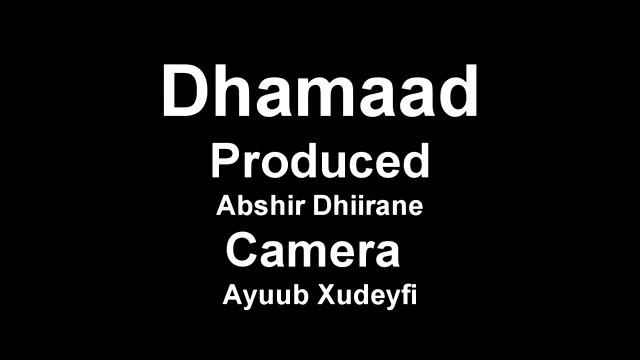 Dhamaad
Produced
Abshir Dhiirane
Camera
Ayuub Xudeyfi